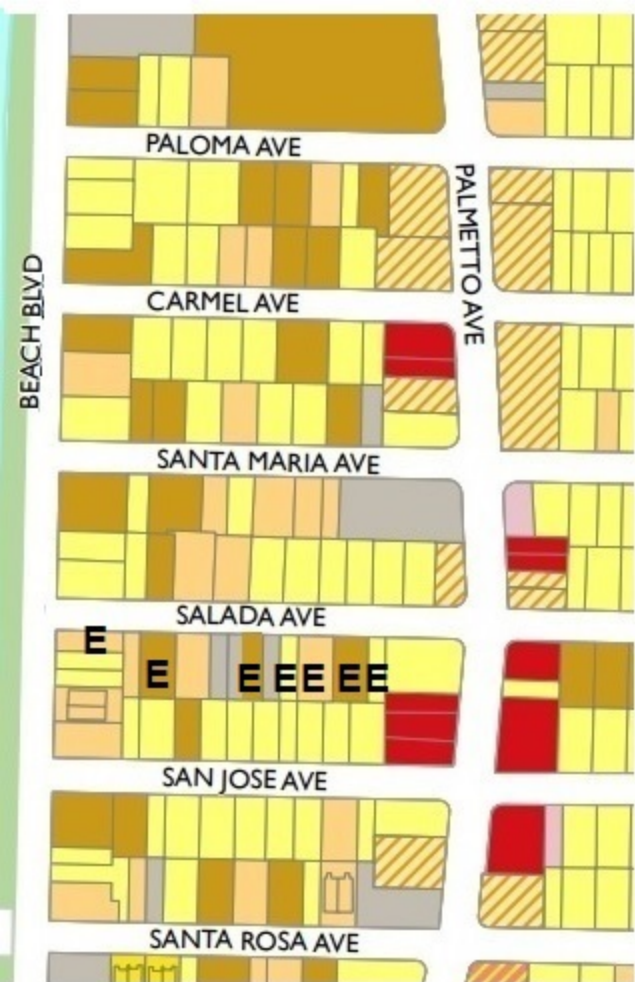 PALOMA AVE
PALMETTO AVE
BEACH BLVD
CARMEL AVE
SANTA MARIA AVE
SALADA AVE
E
E E E E E E
SAN JOSE AVE
SANTA ROSA AVE